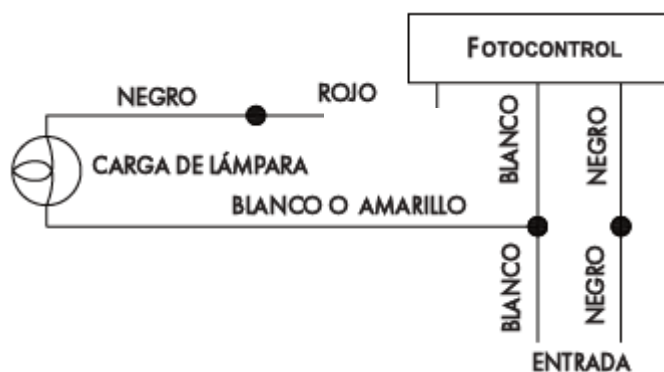 FOTOCONTROL
NEGRO
ROJO
CARGA DE LÁMPARA
BLANCO O AMARILLO
BLANCO
NEGRO
BLANCO
NEGRO
ENTRADA